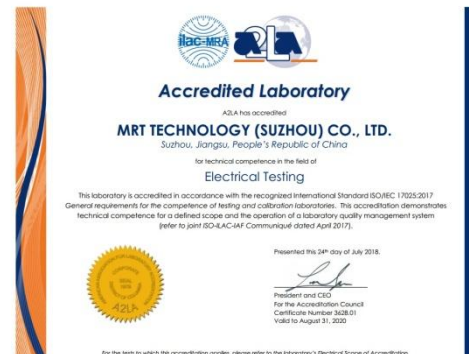 ilac-MRA A2LA
Accredited Laboratory
A2LA has accredited
MRT TECHNOLOGY (SUZHOU) CO., LTD.
Suzhou, Jiangsu, People's Republic of China
for technical competence in the field of
Electrical Testing
This laboratory is accredited in accordance with the recognized International Standard ISO/IEC 17025:2017
General requirements for the competence of testing and calibration laboratories. This accreditation demonstrates
technical competence for a defined scope and the operation of a laboratory quality management system
(refer to joint ISO-ILAC-IAF Communiqué dated April 2017).
Presented this 24th day of July 2018.
President and CEO
For the Accreditation Council
Certificate Number 3628.01
Valid to August 31, 2020
A2LA
For the tests to which this accreditation applies, please refer to the laboratory's Electrical Scope of Accreditation.